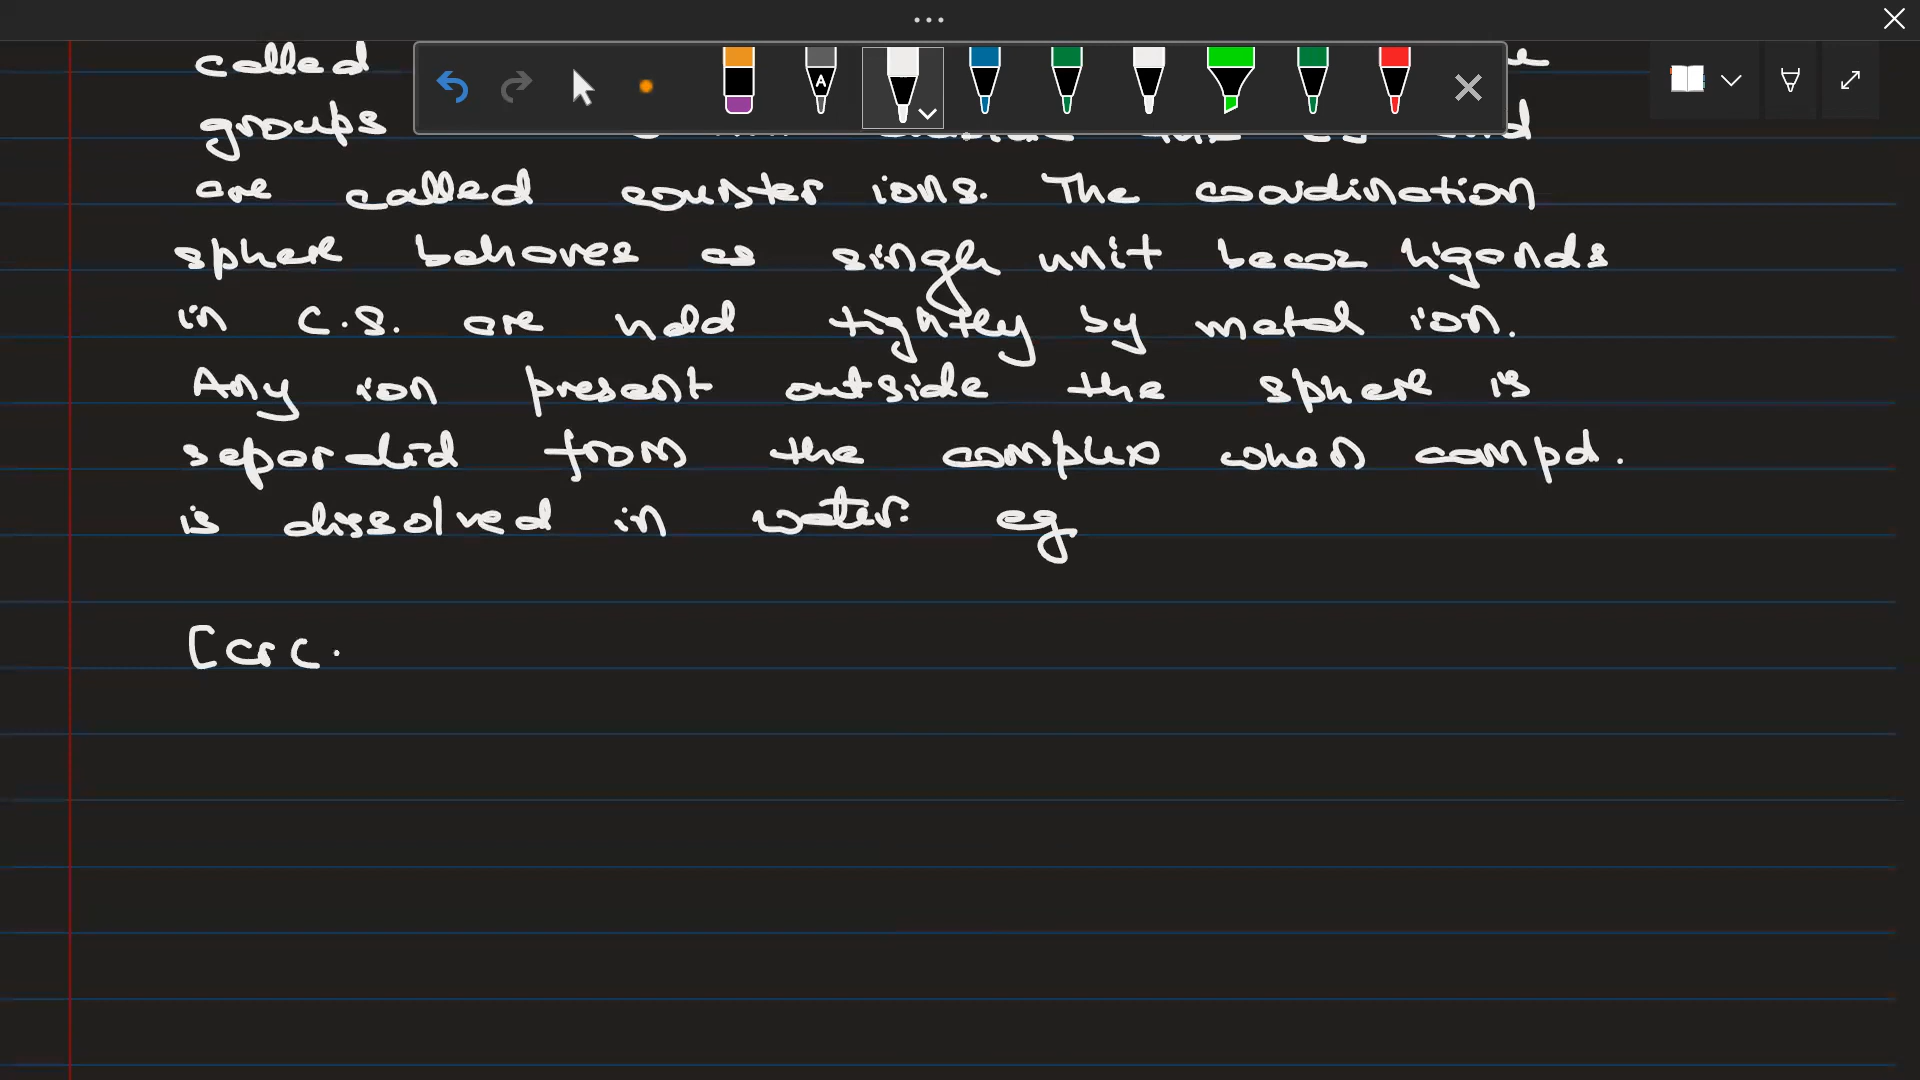 called
groups
are called counter ions. The coordination
sphere behaves as single unit becoz ligands
in C.S. are held tightly by metal ion.
Any ion present outside the sphere is
separated from the complex when compd.
is dissolved in water. eg
[Cr C.